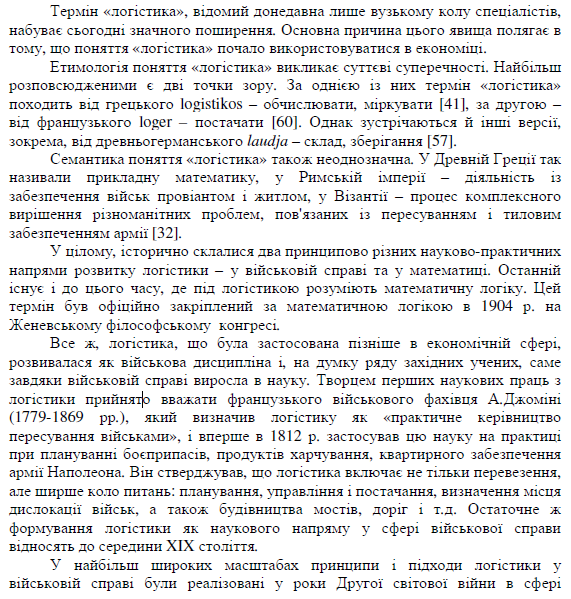 Термін «логістика», відомий донедавна лише вузькому колу спеціалістів,
набуває сьогодні значного поширення. Основна причина цього явища полягає в
тому, що поняття «логістика» почало використовуватися в економіці.
Етимологія поняття «логістика» викликає суттєві суперечності. Найбільш
розповсюдженими є дві точки зору. За однією із них термін «логістика»
походить від грецького logistikos – обчислювати, міркувати [41], за другою –
від французького loger – постачати [60]. Однак зустрічаються й інші версії,
зокрема, від древньогерманського laudja – склад, зберігання [57].
Семантика поняття «логістика» також неоднозначна. У Древній Греції так
називали прикладну математику, у Римській імперії – діяльність із
забезпечення військ провіантом і житлом, у Візантії – процес комплексного
вирішення різноманітних проблем, пов'язаних із пересуванням і тиловим
забезпеченням армії [32].
У цілому, історично склалися два принципово різних науково-практичних
напрями розвитку логістики – у військовій справі та у математиці. Останній
існує і до цього часу, де під логістикою розуміють математичну логіку. Цей
термін був офіційно закріплений за математичною логікою в 1904 р. на
Женевському філософському конгресі.
Все ж, логістика, що була застосована пізніше в економічній сфері,
розвивалася як військова дисципліна і, на думку ряду західних учених, саме
завдяки військовій справі виросла в науку. Творцем перших наукових праць з
логістики прийнято вважати французького військового фахівця А.Джоміні
(1779-1869 рр.), який визначив логістику як «практичне керівництво
пересування військами», і вперше в 1812 р. застосував цю науку на практиці
при плануванні боєприпасів, продуктів харчування, квартирного забезпечення
армії Наполеона. Він стверджував, що логістика включає не тільки перевезення,
але ширше коло питань: планування, управління і постачання, визначення місця
дислокації військ, а також будівництва мостів, доріг і т.д. Остаточне ж
формування логістики як наукового напряму у сфері військової справи
відносять до середини XIX століття.
У найбільш широких масштабах принципи і підходи логістики у
військовій справі були реалізовані у роки Другої світової війни в сфері